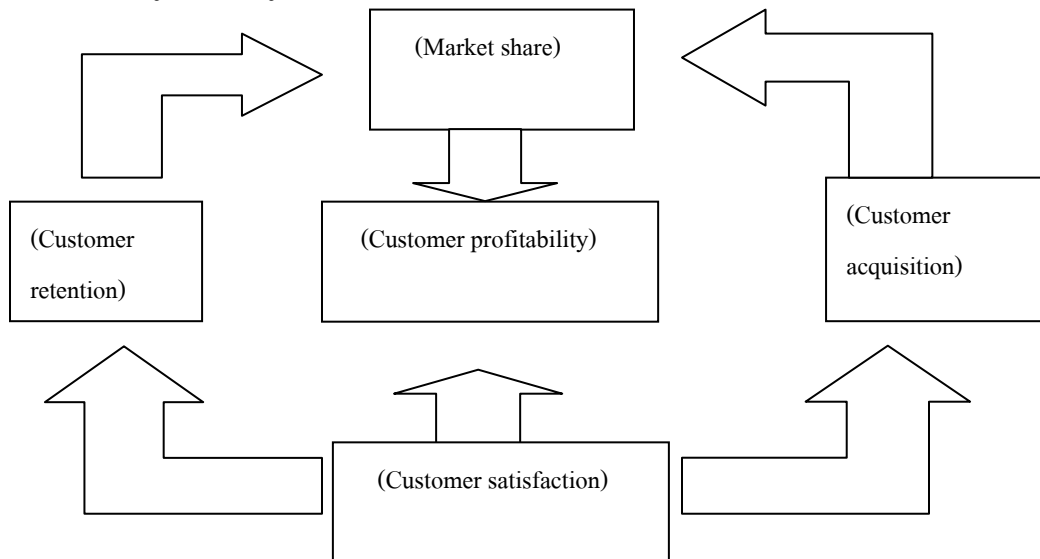 (Market share)
(Customer
retention)
(Customer profitability)
(Customer
acquisition)
(Customer satisfaction)